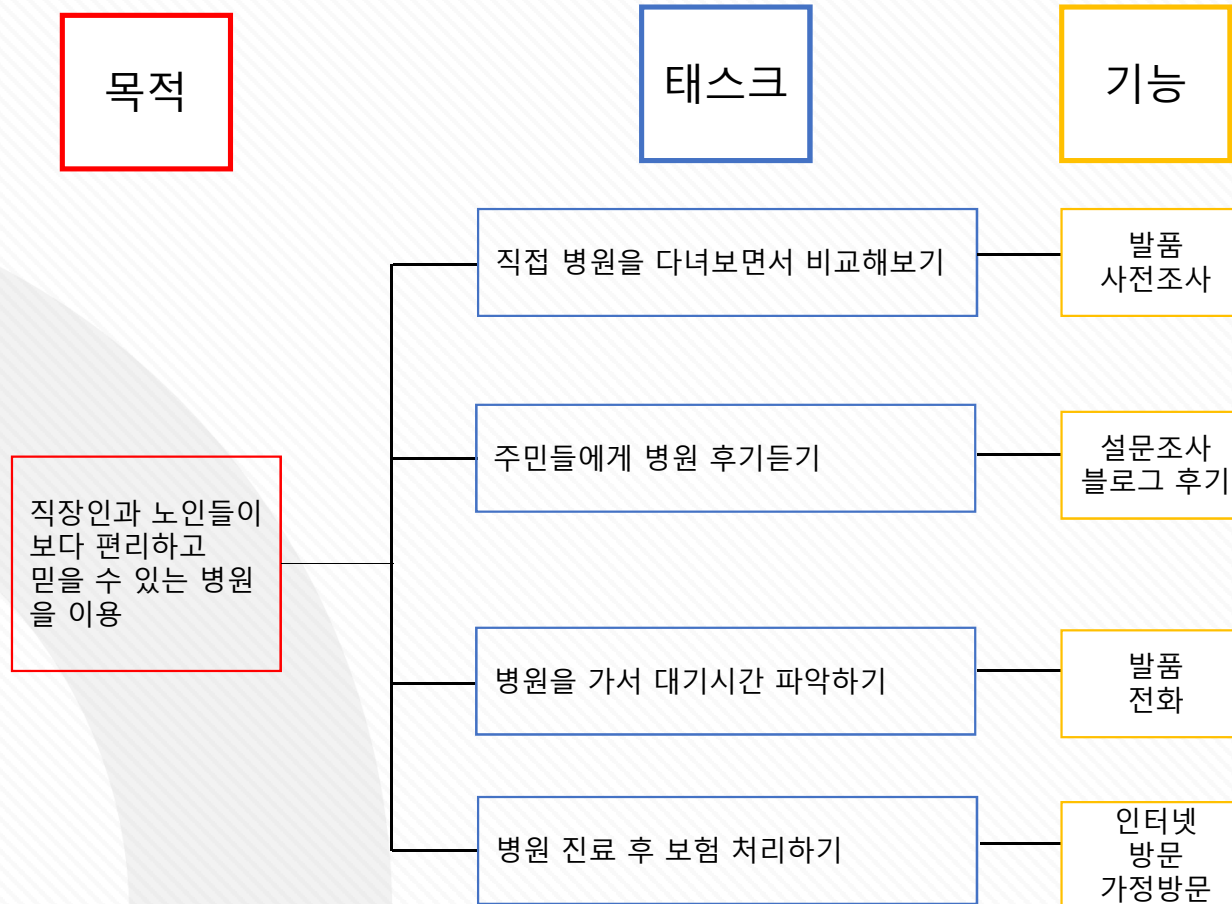 목적
태스크
기능
직접 병원을 다녀보면서 비교해보기
발품
사전조사
주민들에게 병원 후기듣기
설문조사
블로그 후기
직장인과 노인들이
보다 편리하고
믿을 수 있는 병원
을 이용
병원을 가서 대기시간 파악하기
발품
전화
병원 진료 후 보험 처리하기
인터넷
방문
가정방문